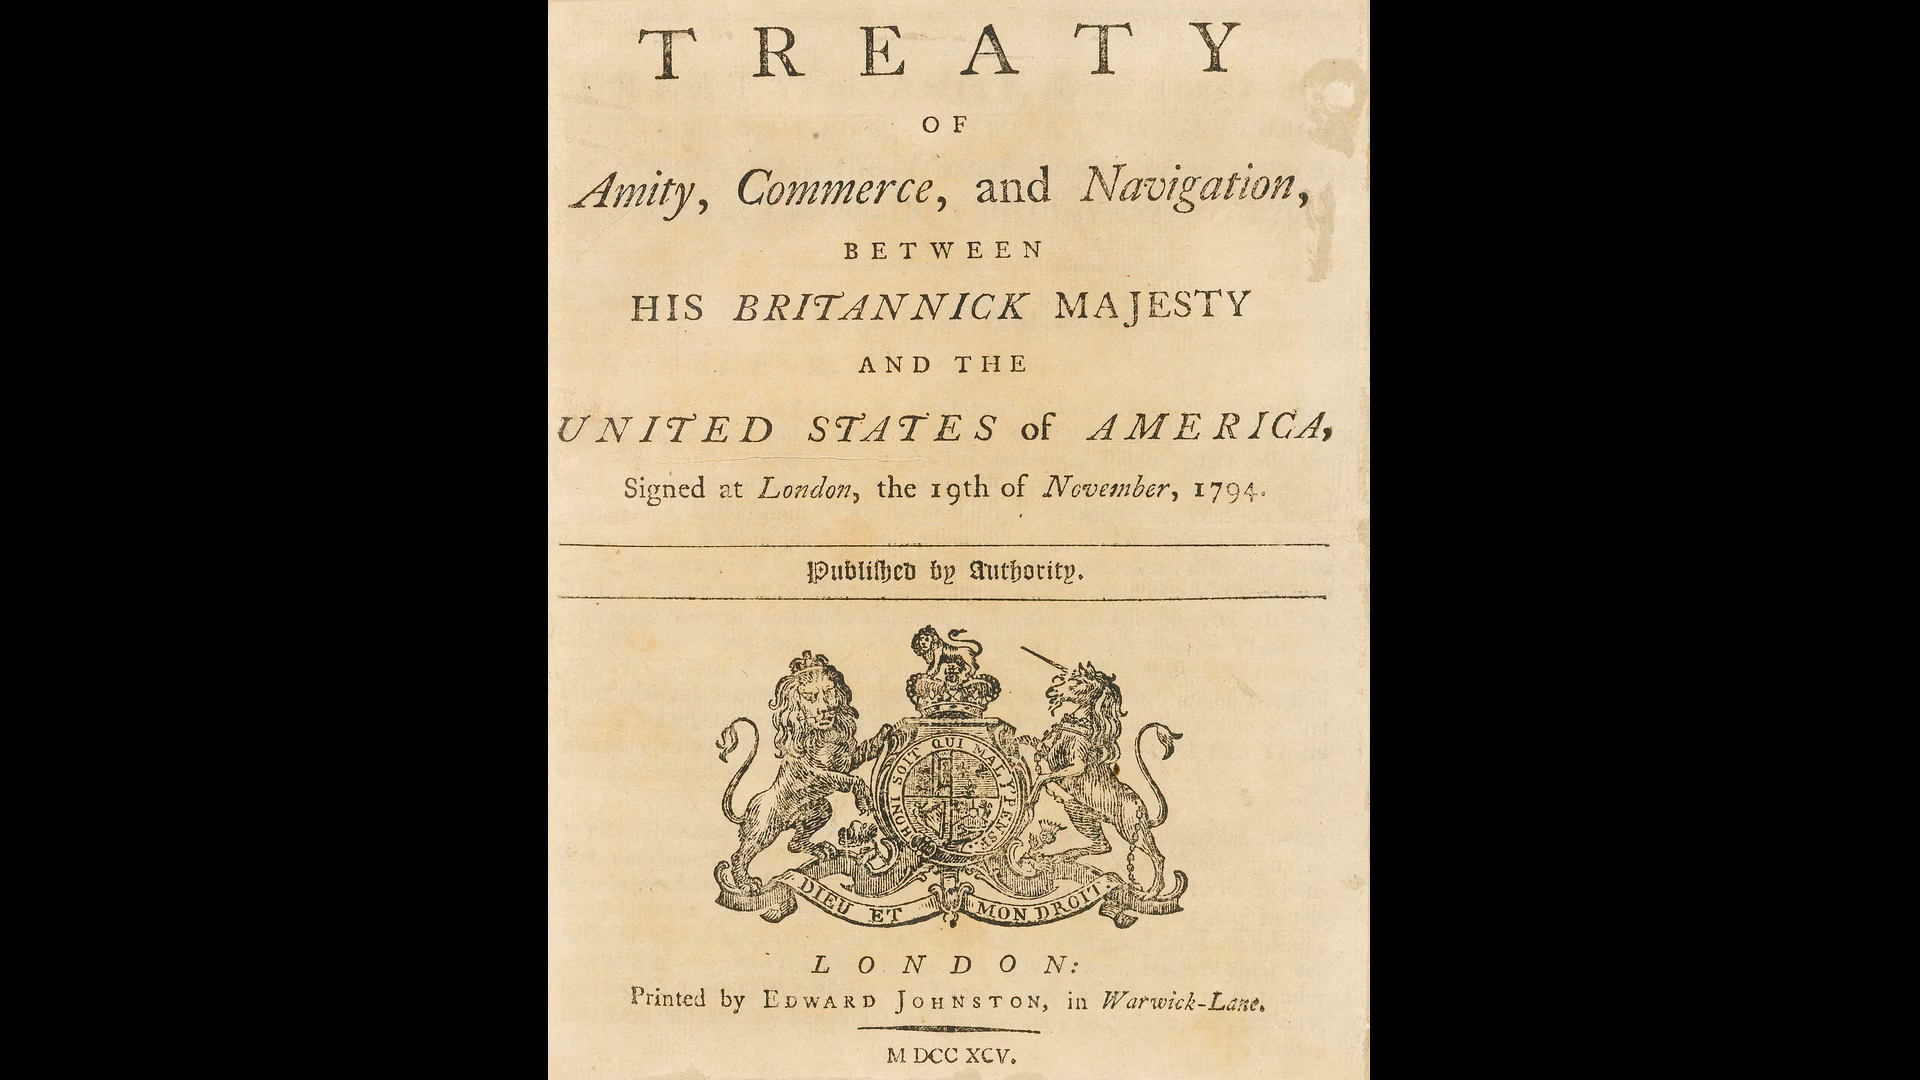 TREATY
OF
Amity, Commerce, and Navigation,
BETWEEN
HIS BRITANNICK MAJESTY
AND THE
UNITED STATES of AMERICA,
Signed at London, the 19th of November, 1794.
Publiſhed by Authority.
HONI SOIT QUI MAL Y PENSE
DIEU ET MON DROIT.
LONDON:
Printed by EDWARD JOHNSTON, in Warwick-Lane.
M DCC XCV.